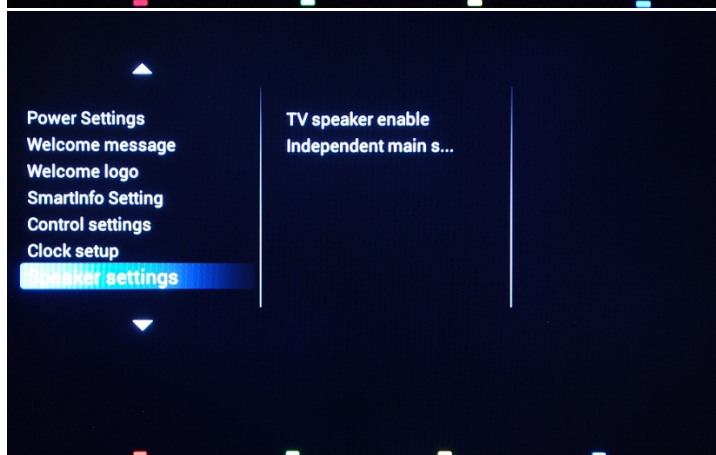 Power Settings
Welcome message
Welcome logo
SmartInfo Setting
Control settings
Clock setup
Speaker settings
TV speaker enable
Independent main s...